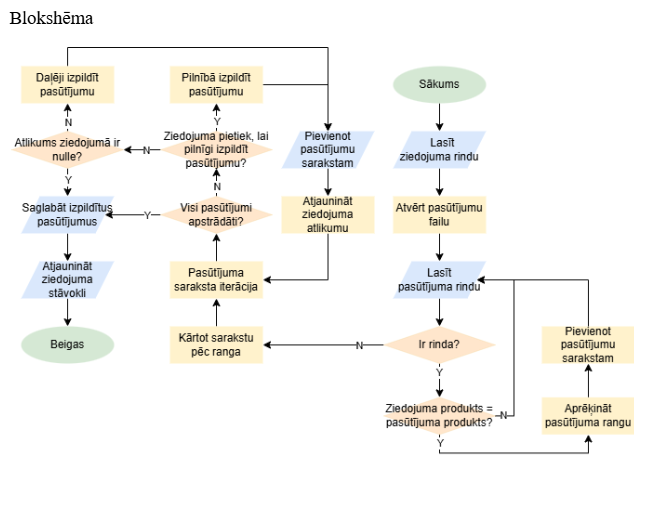 Blokshēma
Daļēji izpildīt
pasūtījumu
Pilnībā izpildīt
pasūtījumu
Sākums
N
Y
Atlikums ziedojumā ir
nulle?
N
Ziedojuma pietiek, lai
pilnīgi izpildīt
pasūtījumu?
Pievienot
pasūtījumu
sarakstam
Lasīt
ziedojuma rindu
Y
N
Saglabāt izpildītus
pasūtījumus
Y
Visi pasūtījumi
apstrādāti?
Atjaunināt
ziedojuma
atlikumu
Atvērt pasūtījumu
failu
Atjaunināt
ziedojuma
stāvokli
Pasūtījuma
saraksta iterācija
Lasīt
pasūtījuma rindu
Beigas
Kārtot sarakstu
pēc ranga
N
Ir rinda?
Pievienot
pasūtījumu
sarakstam
Y
Ziedojuma produkts =
pasūtījuma produkts?
N
Aprēķināt
pasūtījuma rangu
Y